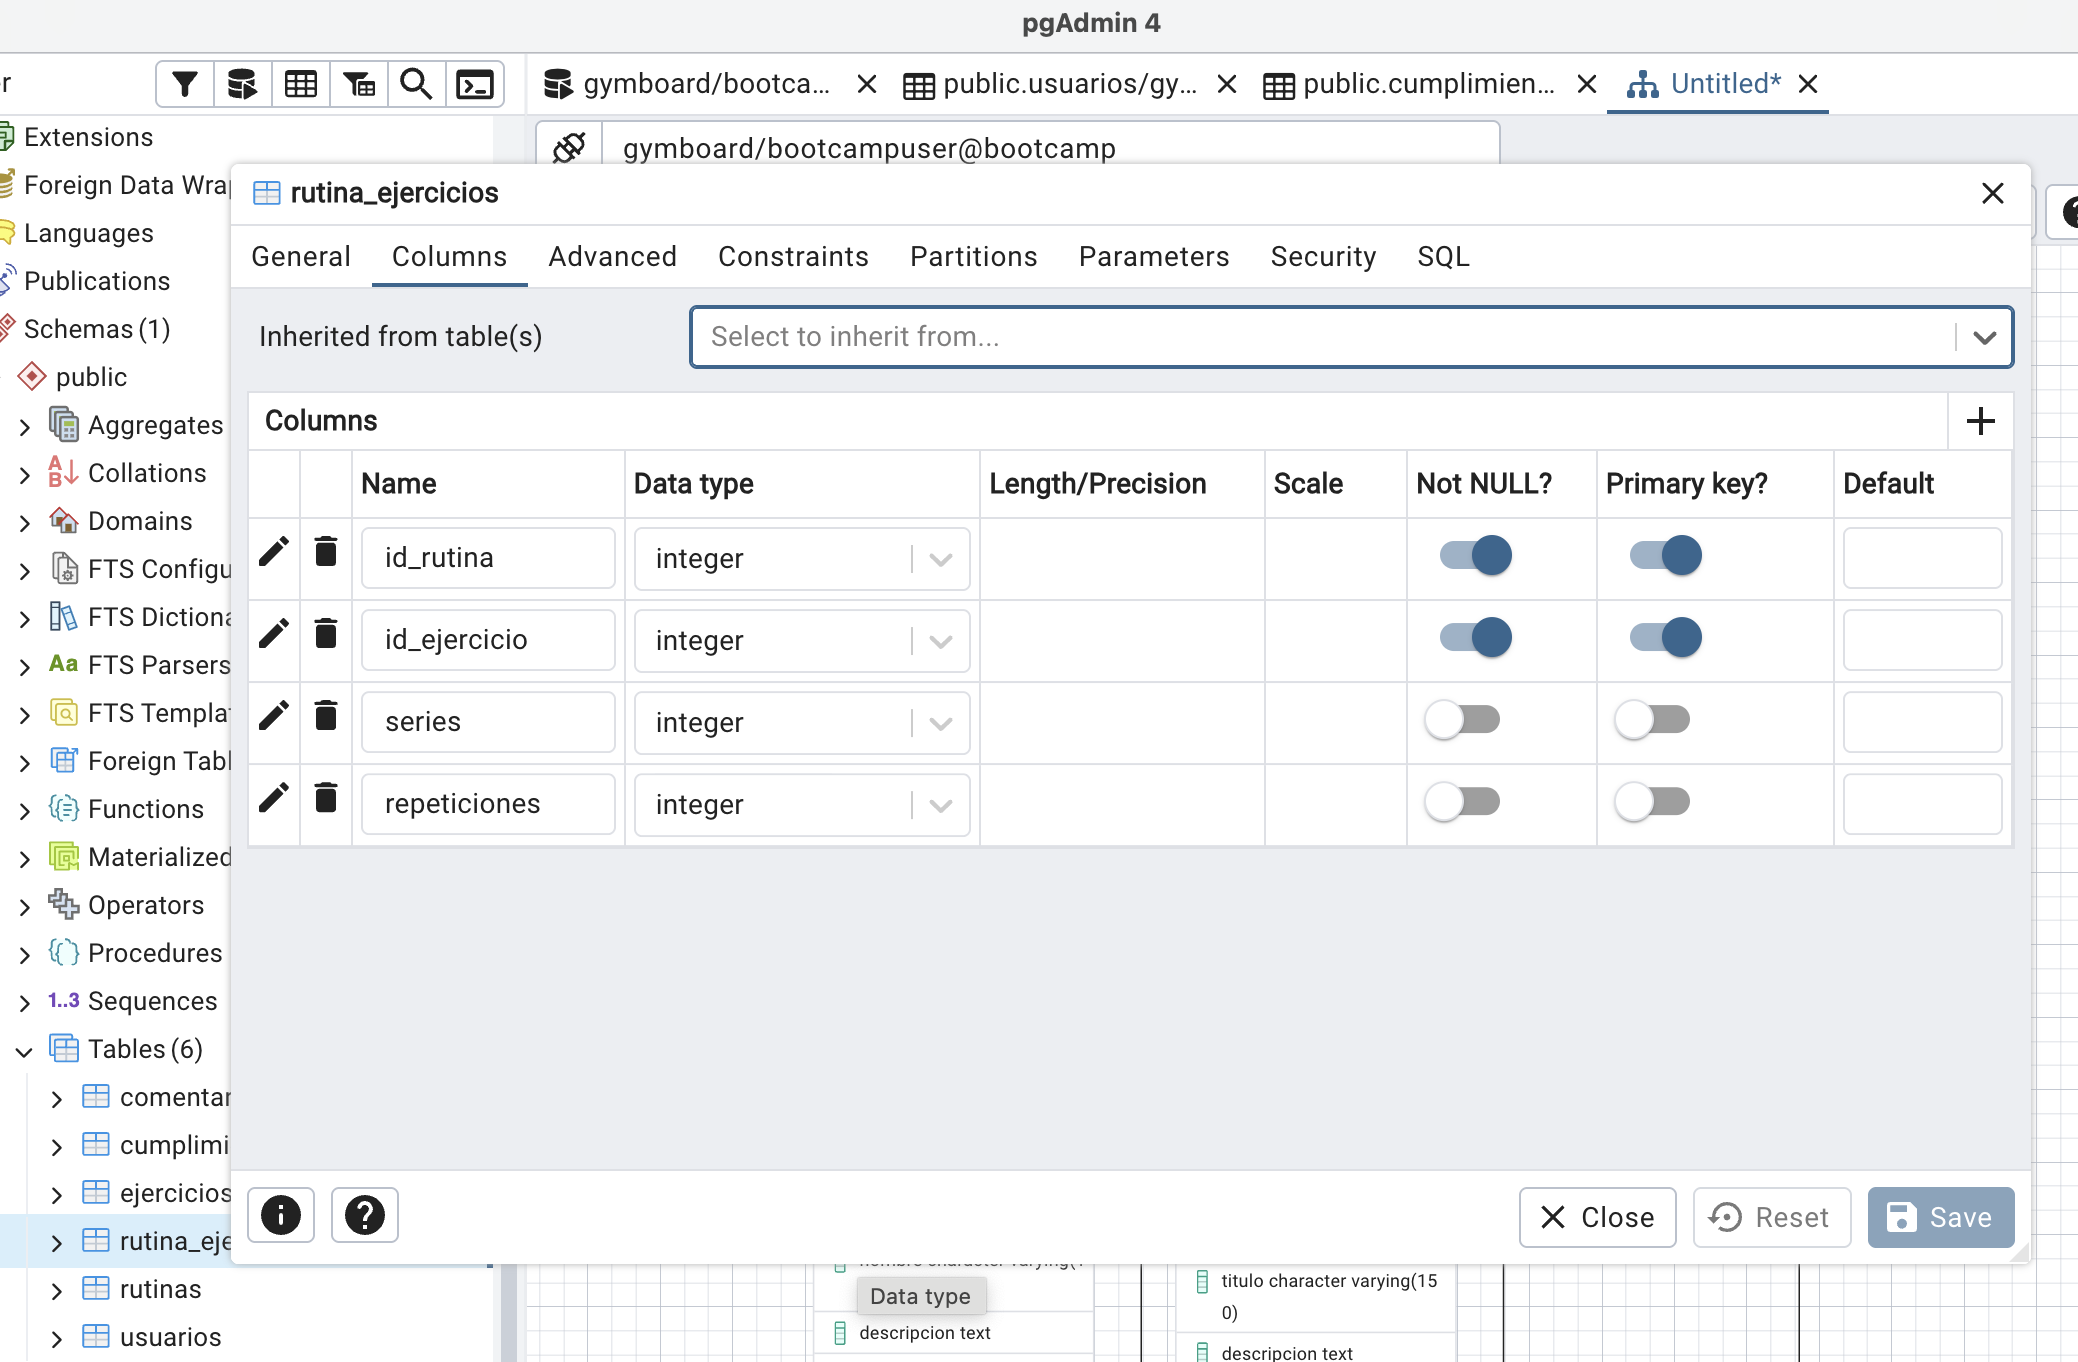 pgAdmin 4
gymboard/bootca...
public.usuarios/gy...
public.cumplimien...
Untitled*
gymboard/bootcampuser@bootcamp
Extensions
Foreign Data Wra
Languages
Publications
Schemas (1)
public
Aggregates
Collations
Domains
FTS Configu
FTS Dictiona
FTS Parsers
FTS Templa
Foreign Tabl
Functions
Materialized
Operators
Procedures
1..3 Sequences
Tables (6)
comentar
cumplimi
ejercicios
rutina_eje
rutinas
usuarios
rutina_ejercicios
General Columns Advanced Constraints Partitions Parameters Security SQL
Inherited from table(s)
Select to inherit from...
Columns
Name Data type Length/Precision Scale Not NULL? Primary key? Default
id_rutina integer
id_ejercicio integer
series integer
repeticiones integer
Close Reset Save
Data type
descripcion text
titulo character varying(15
0)
descripcion text